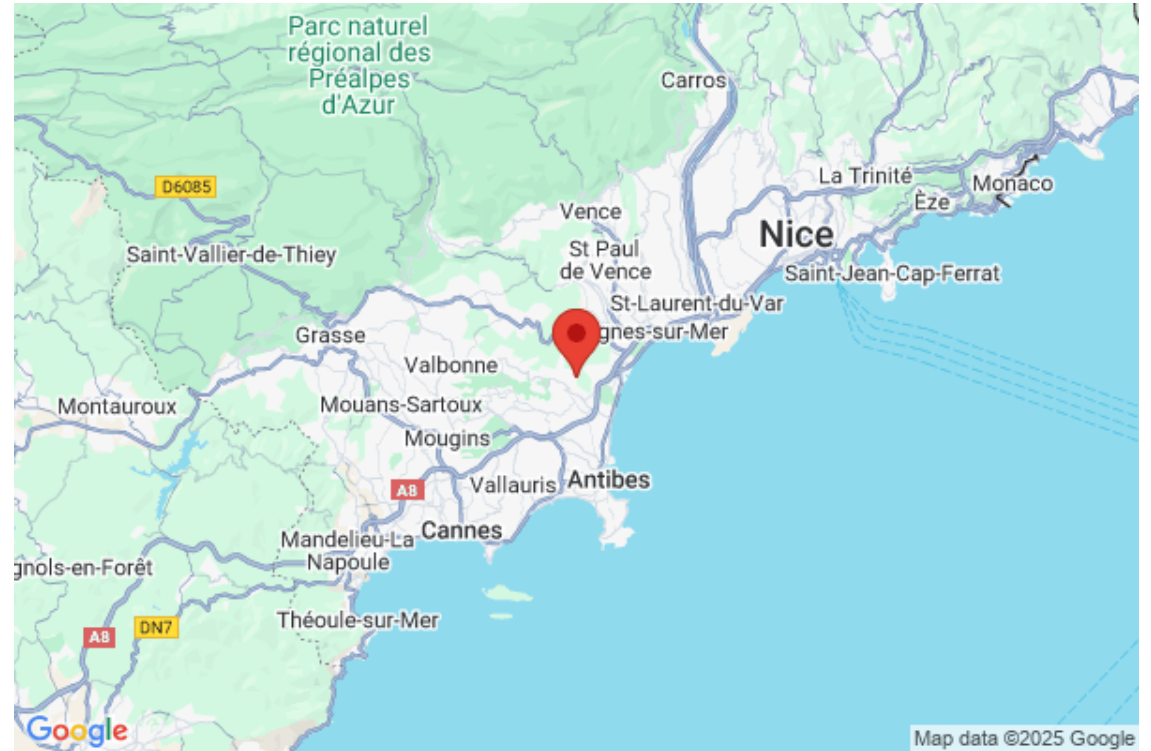 Parc naturel
régional des
Préalpes
d'Azur
Carros
D6085
La Trinité
Monaco
Èze
Vence
Nice
Saint-Vallier-de-Thiey
St Paul
de Vence
Saint-Jean-Cap-Ferrat
St-Laurent-du-Var
Grasse
gnes-sur-Mer
Valbonne
Montauroux
Mouans-Sartoux
Mougins
A8
Vallauris
Antibes
Cannes
Mandelieu-La
Napoule
gnols-en-Forêt
Théoule-sur-Mer
A8
DN7
Google
Map data ©2025 Google